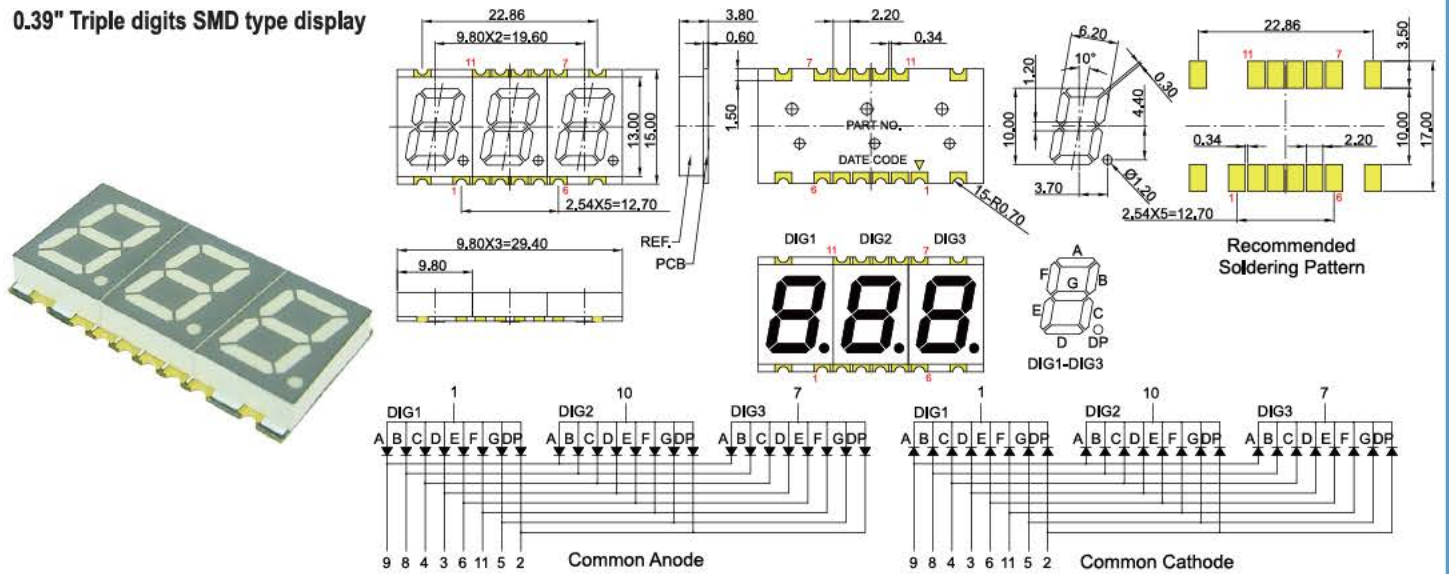 0.39" Triple digits SMD type display
22.86
9.80X2=19.60
11
7
13.00
15.00
1
6
2.54X5=12.70
9.80X3=29.40
9.80
3.80
0.60
REF.
PCB
2.20
0.34
7
11
1.50
PART NO.
DATE CODE
6
1
15-R0.70
6.20
10°
1.20
0.30
10.00
4.40
3.70
Ø1.20
22.86
11
7
3.50
0.34
2.20
10.00
17.00
1
6
2.54X5=12.70
Recommended
Soldering Pattern
DIG1 DIG2 DIG3
11
7
1
6
A
F B
G
E C
D DP
DIG1-DIG3
1 10 7
DIG1 DIG2 DIG3
A B C D E F G DP A B C D E F G DP A B C D E F G DP
9 8 4 3 6 11 5 2
Common Anode
1 10 7
DIG1 DIG2 DIG3
A B C D E F G DP A B C D E F G DP A B C D E F G DP
9 8 4 3 6 11 5 2
Common Cathode